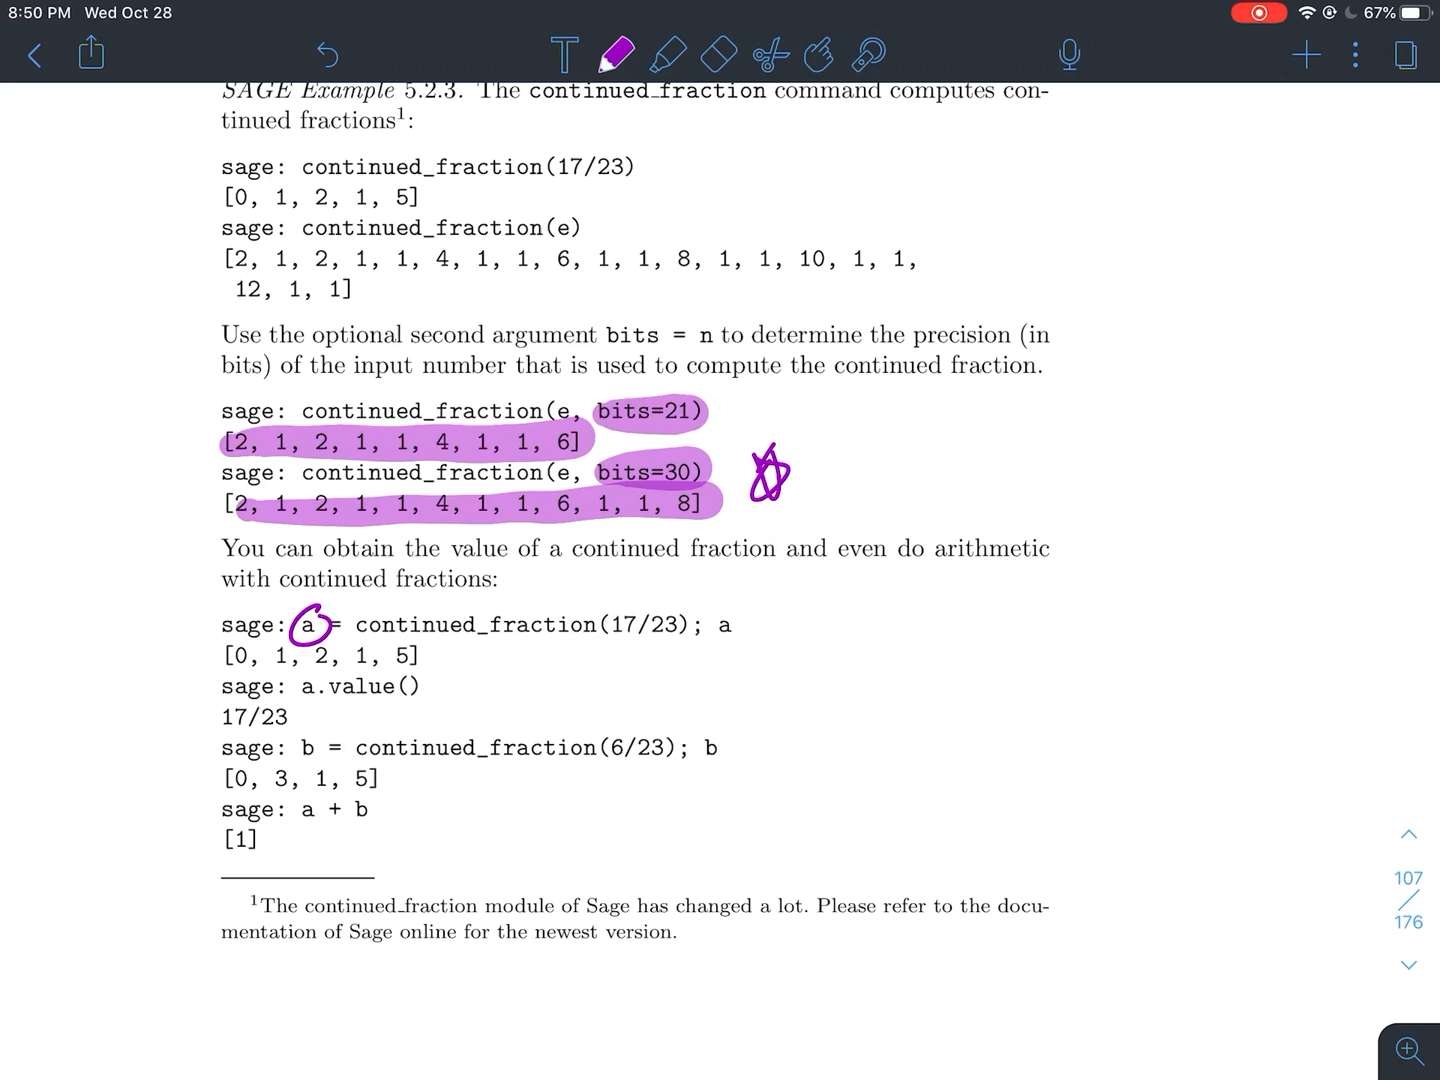 8:50 PM Wed Oct 28
67%
SAGE Example 5.2.3. The continued_fraction command computes con-
tinued fractions¹:
sage: continued_fraction(17/23)
[0, 1, 2, 1, 5]
sage: continued_fraction(e)
[2, 1, 2, 1, 1, 4, 1, 1, 6, 1, 1, 8, 1, 1, 10, 1, 1,
12, 1, 1]
Use the optional second argument bits = n to determine the precision (in
bits) of the input number that is used to compute the continued fraction.
sage: continued_fraction(e, bits=21)
[2, 1, 2, 1, 1, 4, 1, 1, 6]
sage: continued_fraction(e, bits=30)
[2, 1, 2, 1, 1, 4, 1, 1, 6, 1, 1, 8]
You can obtain the value of a continued fraction and even do arithmetic
with continued fractions:
sage: a = continued_fraction(17/23); a
[0, 1, 2, 1, 5]
sage: a.value()
17/23
sage: b = continued_fraction(6/23); b
[0, 3, 1, 5]
sage: a + b
[1]
¹The continued_fraction module of Sage has changed a lot. Please refer to the docu-
mentation of Sage online for the newest version.
107
/
176